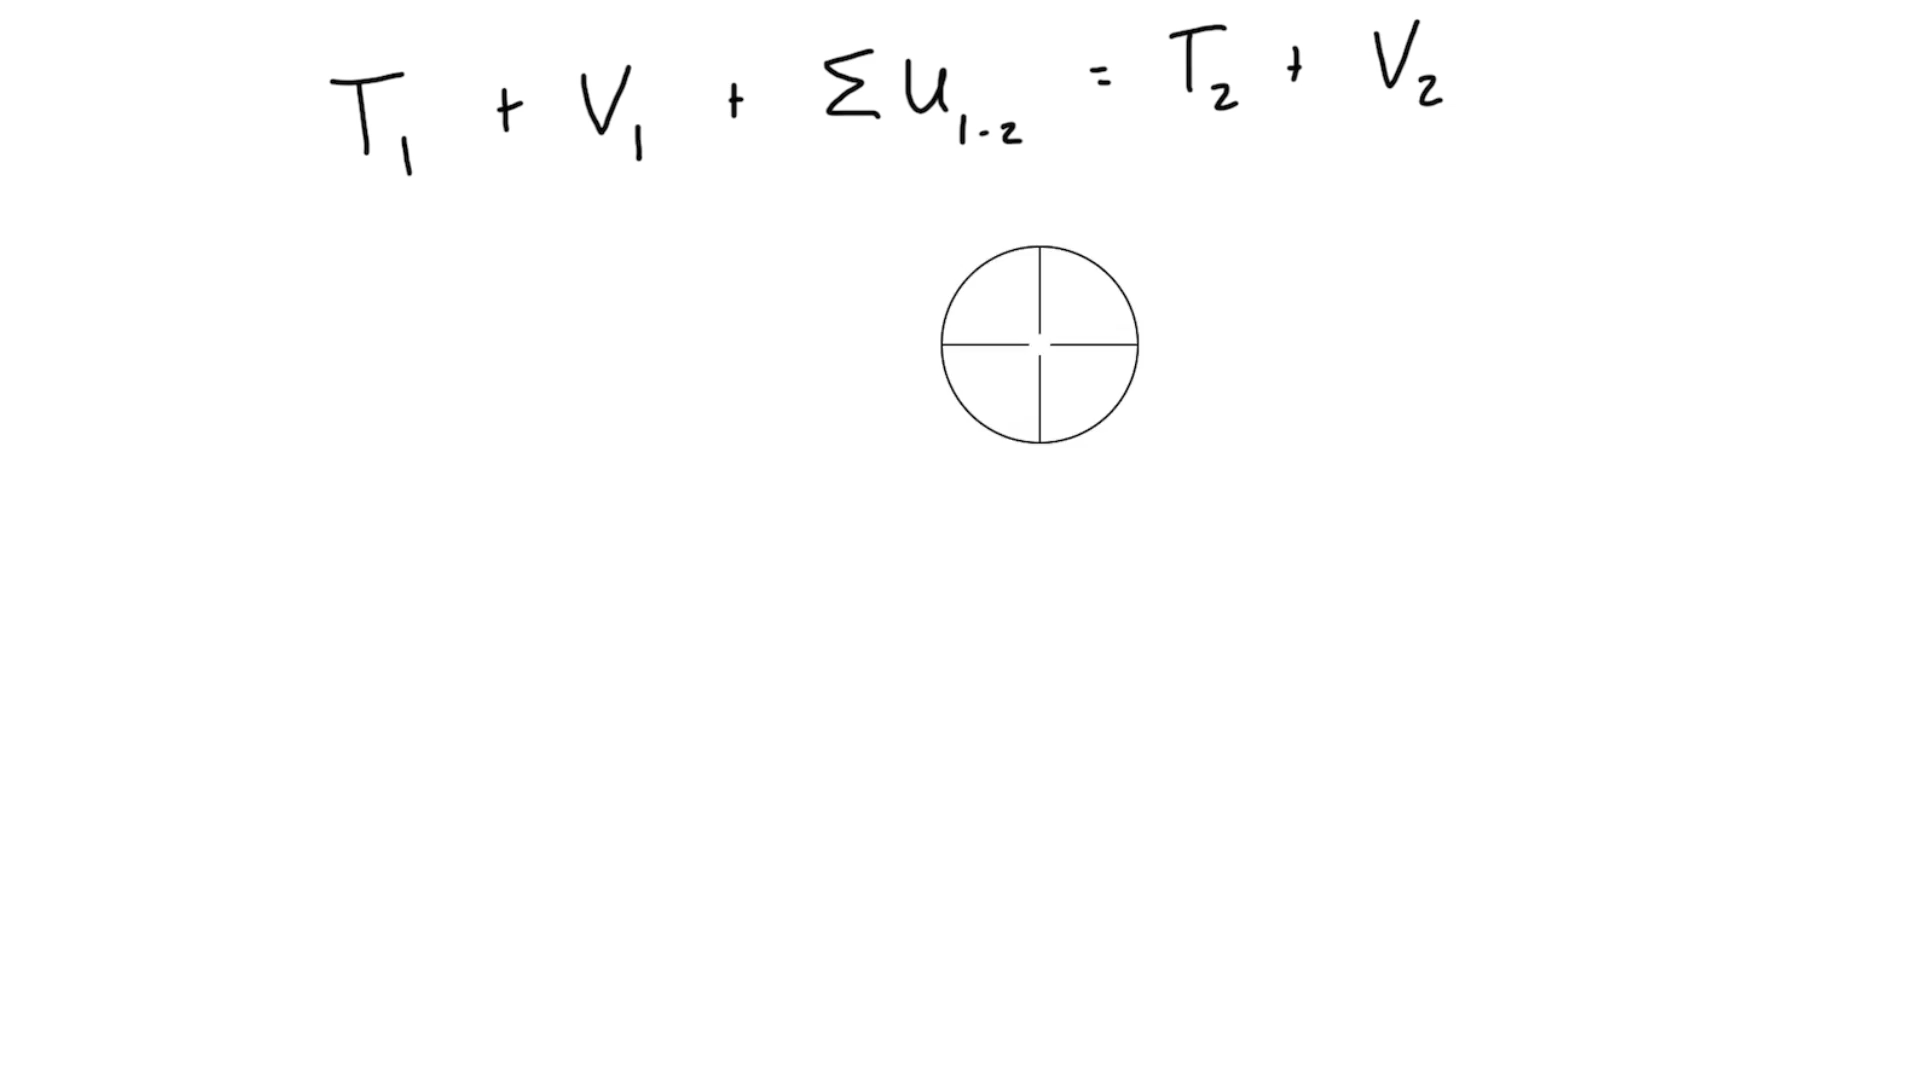 T₁ + V₁ + ΣU₁₋₂ = T₂ + V₂